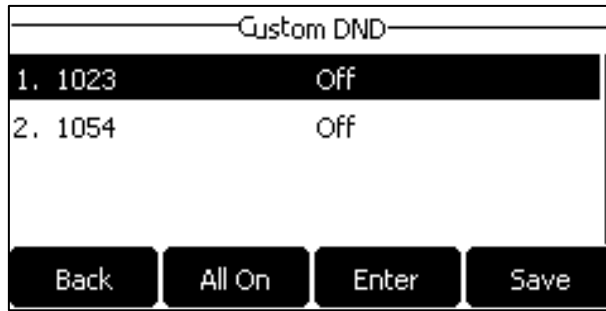 Custom DND
1. 1023 Off
2. 1054 Off
Back All On Enter Save